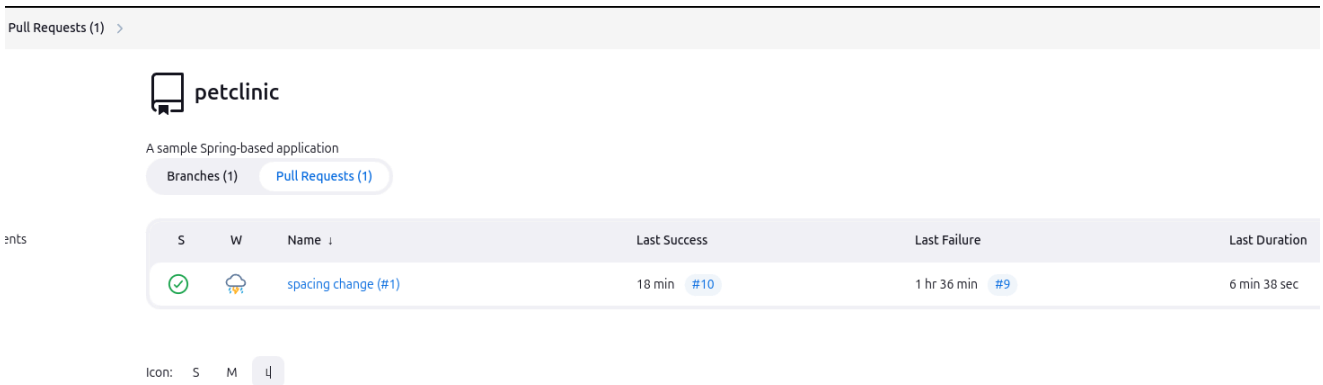 Pull Requests (1)
petclinic
A sample Spring-based application
Branches (1) Pull Requests (1)
ents
S W Name ↓ Last Success Last Failure Last Duration
spacing change (#1) 18 min #10 1 hr 36 min #9 6 min 38 sec
Icon: S M L